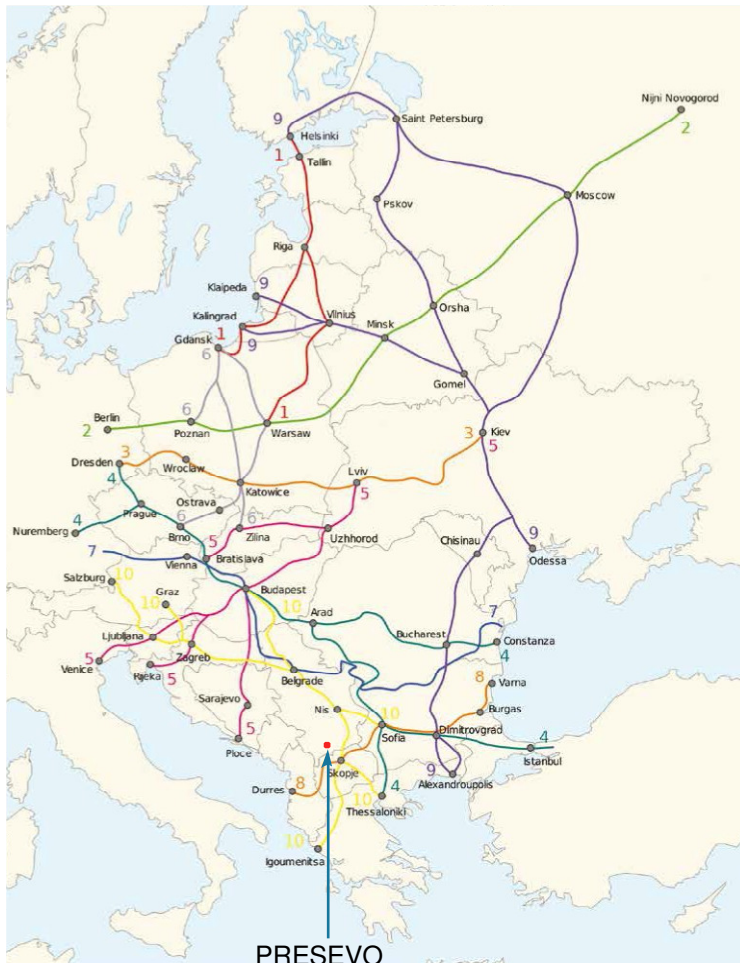 Nijni Novogorod
2
9
Saint Petersburg
Helsinki
1
Tallin
Moscow
Pskov
Riga
Klaipeda
9
Orsha
Kalingrad
Vilnius
Minsk
1
Gdansk
6
9
Gomel
Berlin
2
6
Poznan
1
Warsaw
3
Kiev
5
Dresden
3
4
Wroclaw
Lviv
5
Katowice
Ostrava
Prague
4
Nuremberg
6
Brno
6
Zilina
Uzhhorod
Chisinau
9
Odessa
7
Vienna
5
Bratislava
Salzburg
10
Graz
10
Budapest
10
Arad
7
Ljubljana
Bucharest
Constanza
4
Venice
5
Zagreb
Rjeka
5
Belgrade
8
Varna
Sarajevo
Nis
10
Burgas
5
Ploce
Sofia
Dimitrovgrad
4
Istanbul
Skopje
9
Alexandroupolis
Durres
8
10
4
Thessaloniki
10
Igoumenitsa
PRESEVO